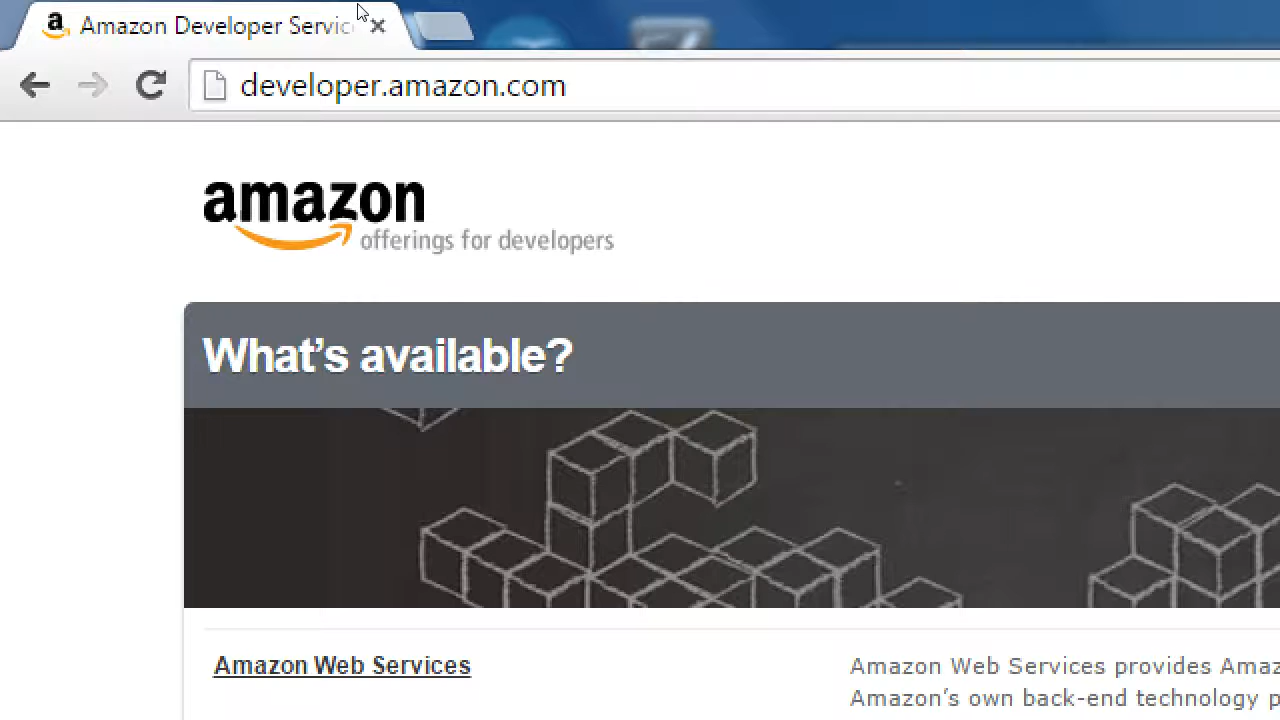 Amazon Developer Servic
developer.amazon.com
amazon
offerings for developers
What's available?
Amazon Web Services
Amazon Web Services provides Amaz
Amazon's own back-end technology p